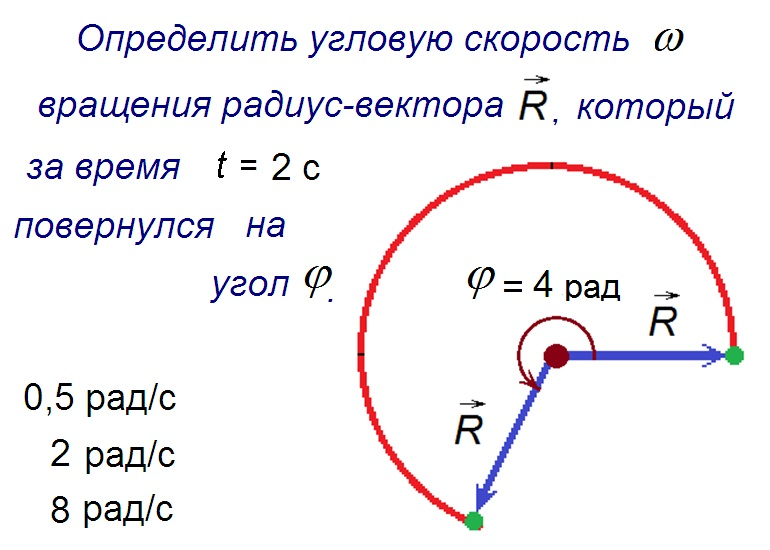 Определить угловую скорость ω
вращения радиус-вектора R, который
за время t = 2 с
повернулся на
угол φ.
φ = 4 рад
R
R
0,5 рад/с
2 рад/с
8 рад/с